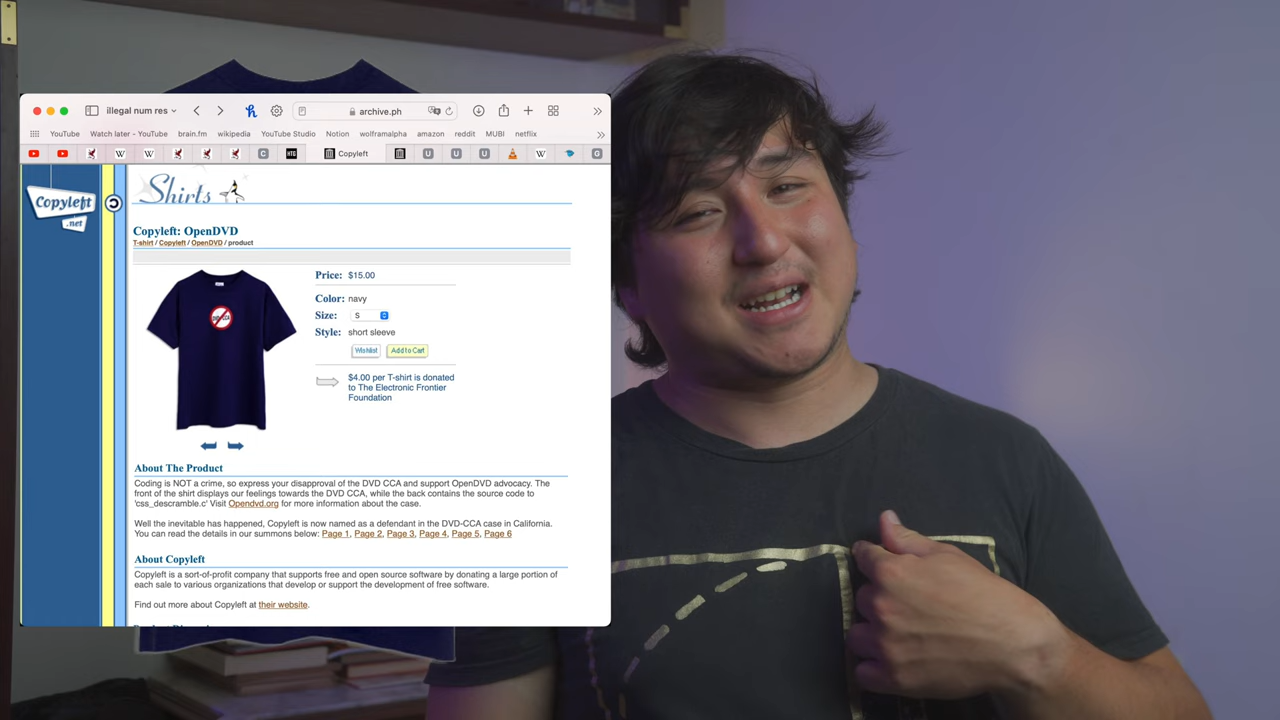 illegal num res
archive.ph
YouTube
Watch later - YouTube
brain.fm
wikipedia
YouTube Studio
Notion
wolframalpha
amazon
reddit
MUBI
netflix
W
W
C
HTG
Copyleft
U
U
U
W
G
Copyleft
.net
Shirts
Copyleft: OpenDVD
T-shirt / Copyleft / OpenDVD / product
Price: $15.00
Color: navy
Size: S
Style: short sleeve
Wishlist
Add to Cart
$4.00 per T-shirt is donated
to The Electronic Frontier
Foundation
About The Product
Coding is NOT a crime, so express your disapproval of the DVD CCA and support OpenDVD advocacy. The
front of the shirt displays our feelings towards the DVD CCA, while the back contains the source code to
'css_descramble.c' Visit Opendvd.org for more information about the case.
Well the inevitable has happened, Copyleft is now named as a defendant in the DVD-CCA case in California.
You can read the details in our summons below: Page 1, Page 2, Page 3, Page 4, Page 5, Page 6
About Copyleft
Copyleft is a sort-of-profit company that supports free and open source software by donating a large portion of
each sale to various organizations that develop or support the development of free software.
Find out more about Copyleft at their website.